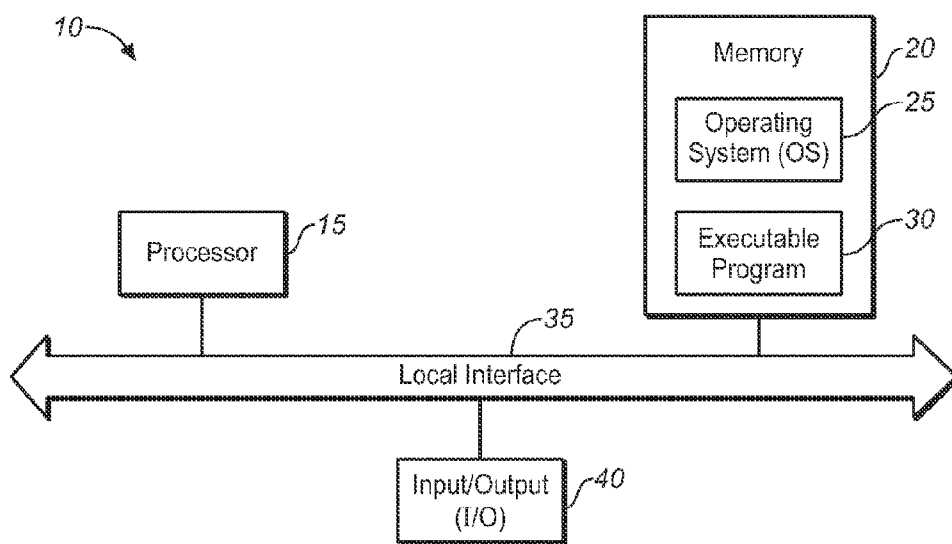 10
Memory
20
Operating
System (OS)
25
Processor
15
Executable
Program
30
35
Local Interface
Input/Output
(I/O)
40